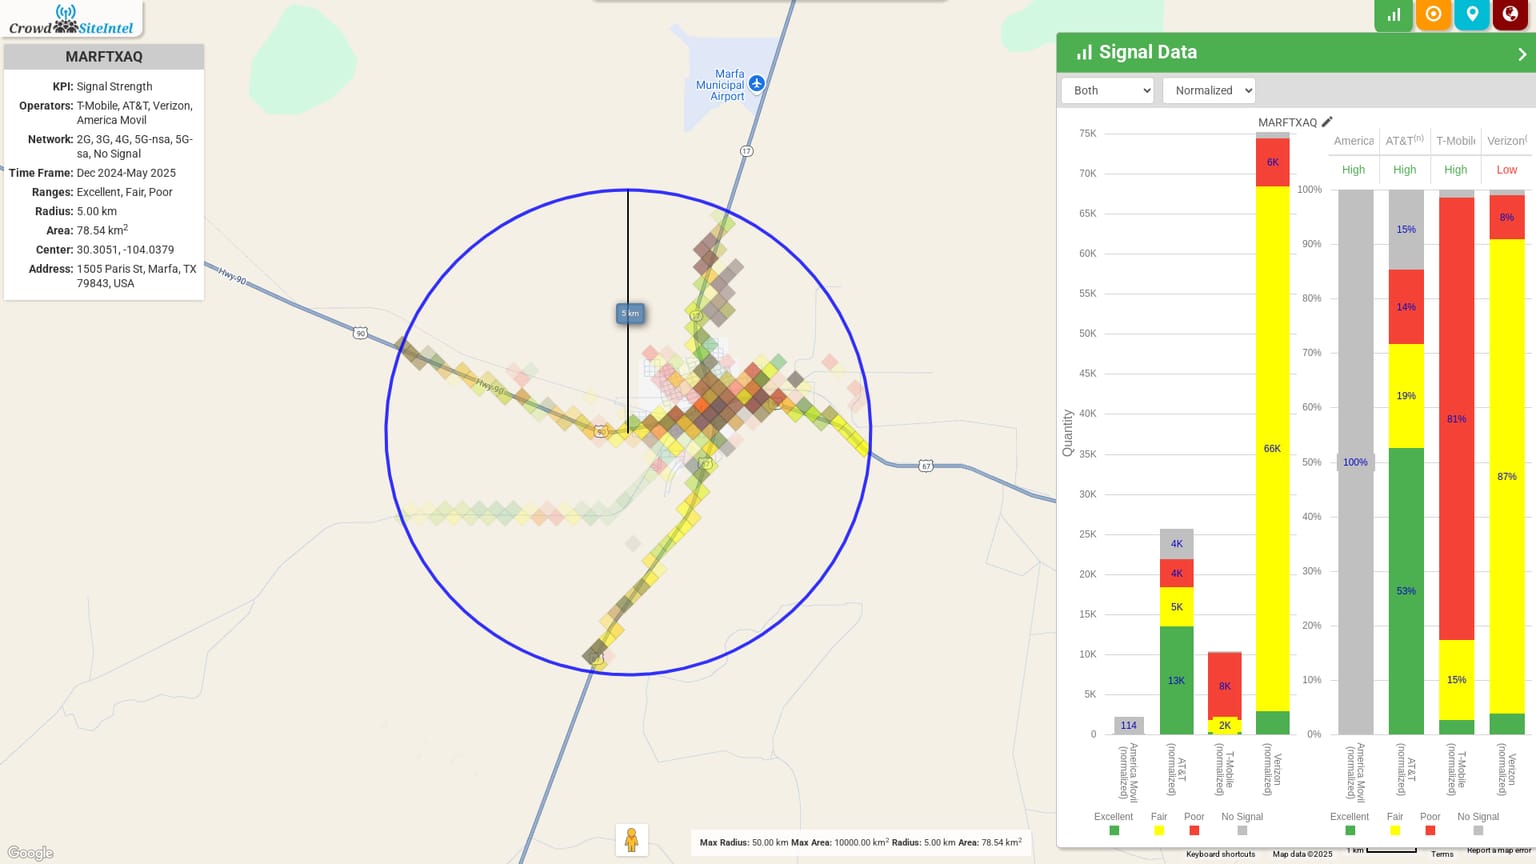 CrowdSiteIntel
MARFTXAQ
KPI: Signal Strength
Operators: T-Mobile, AT&T, Verizon,
America Movil
Network: 2G, 3G, 4G, 5G-nsa, 5G-
sa, No Signal
Time Frame: Dec 2024-May 2025
Ranges: Excellent, Fair, Poor
Radius: 5.00 km
Area: 78.54 km²
Center: 30.3051, -104.0379
Address: 1505 Paris St, Marfa, TX
79843, USA
Marfa
Municipal
Airport
17
Hwy-90
90
5 km
17
Hwy-90
90
67
67
67
Google
Max Radius: 50.00 km Max Area: 10000.00 km² Radius: 5.00 km Area: 78.54 km²
Signal Data
Both
Normalized
MARFTXAQ
Quantity
75K
70K
65K
60K
55K
50K
45K
40K
35K
30K
25K
20K
15K
10K
5K
0
114
4K
4K
5K
13K
8K
2K
6K
66K
America Movil
(normalized)
AT&T
(normalized)
T-Mobile
(normalized)
Verizon
(normalized)
Excellent Fair Poor No Signal
America AT&T(n) T-Mobile Verizon(
High High High Low
100%
90%
80%
70%
60%
50%
40%
30%
20%
10%
0%
100%
15%
14%
19%
53%
81%
15%
8%
87%
America Movil
(normalized)
AT&T
(normalized)
T-Mobile
(normalized)
Verizon
(normalized)
Excellent Fair Poor No Signal
Keyboard shortcuts Map data ©2025 1 km Terms Report a map error